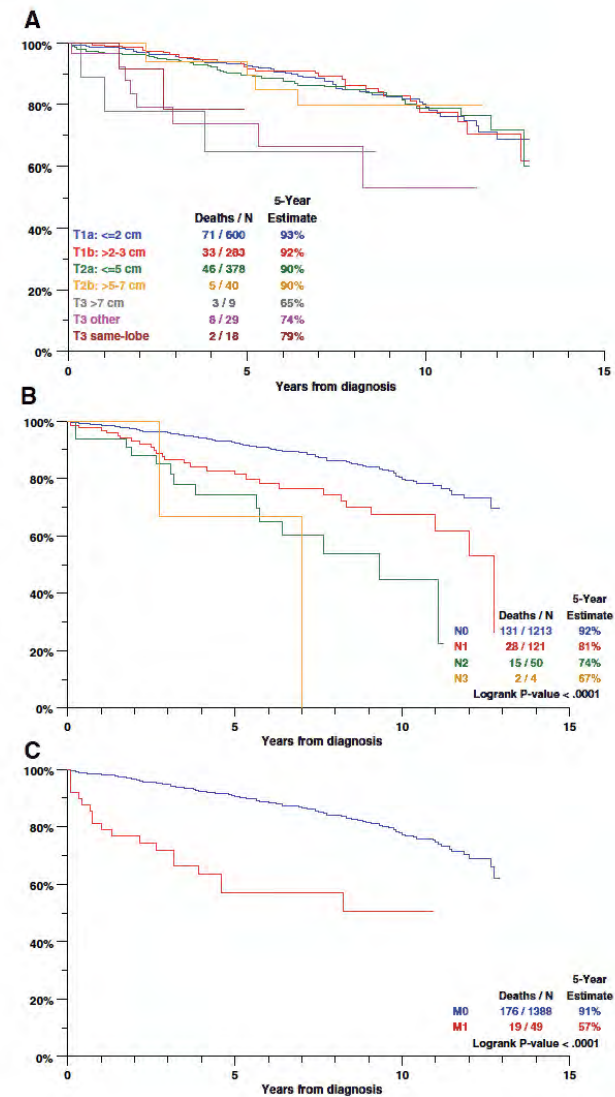 A
100%
80%
60%
40%
20%
0%
5-Year
Deaths / N Estimate
T1a: <=2 cm 71 / 600 93%
T1b: >2-3 cm 33 / 283 92%
T2a: <=5 cm 46 / 378 90%
T2b: >5-7 cm 5 / 40 90%
T3 >7 cm 3 / 9 65%
T3 other 8 / 29 74%
T3 same-lobe 2 / 18 79%
0 5 10 15
Years from diagnosis
B
100%
80%
60%
40%
20%
0%
5-Year
Deaths / N Estimate
N0 131 / 1213 92%
N1 28 / 121 81%
N2 15 / 50 74%
N3 2 / 4 67%
Logrank P-value < .0001
0 5 10 15
Years from diagnosis
C
100%
80%
60%
40%
20%
0%
5-Year
Deaths / N Estimate
M0 176 / 1388 91%
M1 19 / 49 57%
Logrank P-value < .0001
0 5 10 15
Years from diagnosis